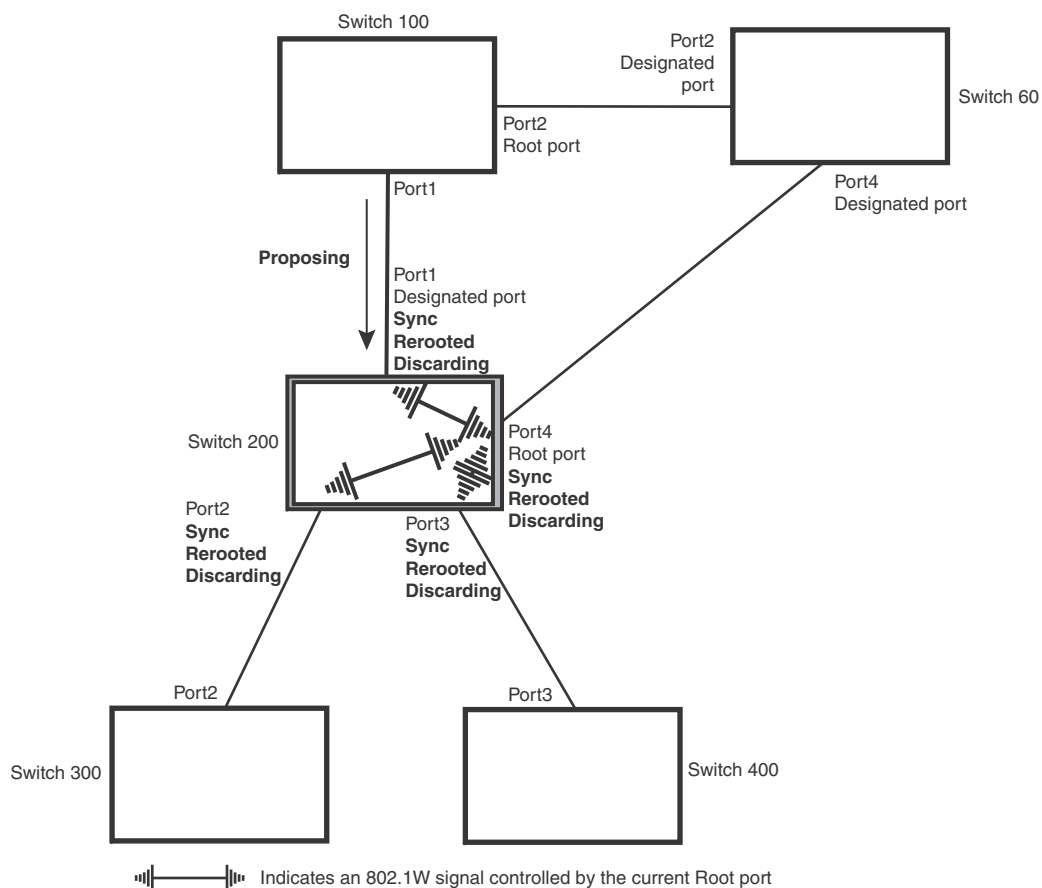 Switch 100
Port2
Designated
port
Switch 60
Port2
Root port
Port1
Port4
Designated port
Proposing
Port1
Designated port
Sync
Rerooted
Discarding
Switch 200
Port4
Root port
Sync
Rerooted
Discarding
Port2
Sync
Rerooted
Discarding
Port3
Sync
Rerooted
Discarding
Port2
Port3
Switch 300
Switch 400
Indicates an 802.1W signal controlled by the current Root port